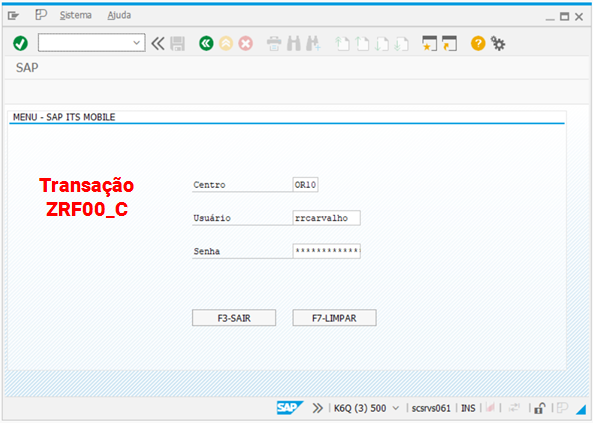 Sistema Ajuda
SAP
MENU - SAP ITS MOBILE
Transação
ZRF00_C
Centro OR10
Usuário rrcarvalho
Senha ************
F3-SAIR F7-LIMPAR
SAP K6Q (3) 500 scsrvs061 INS